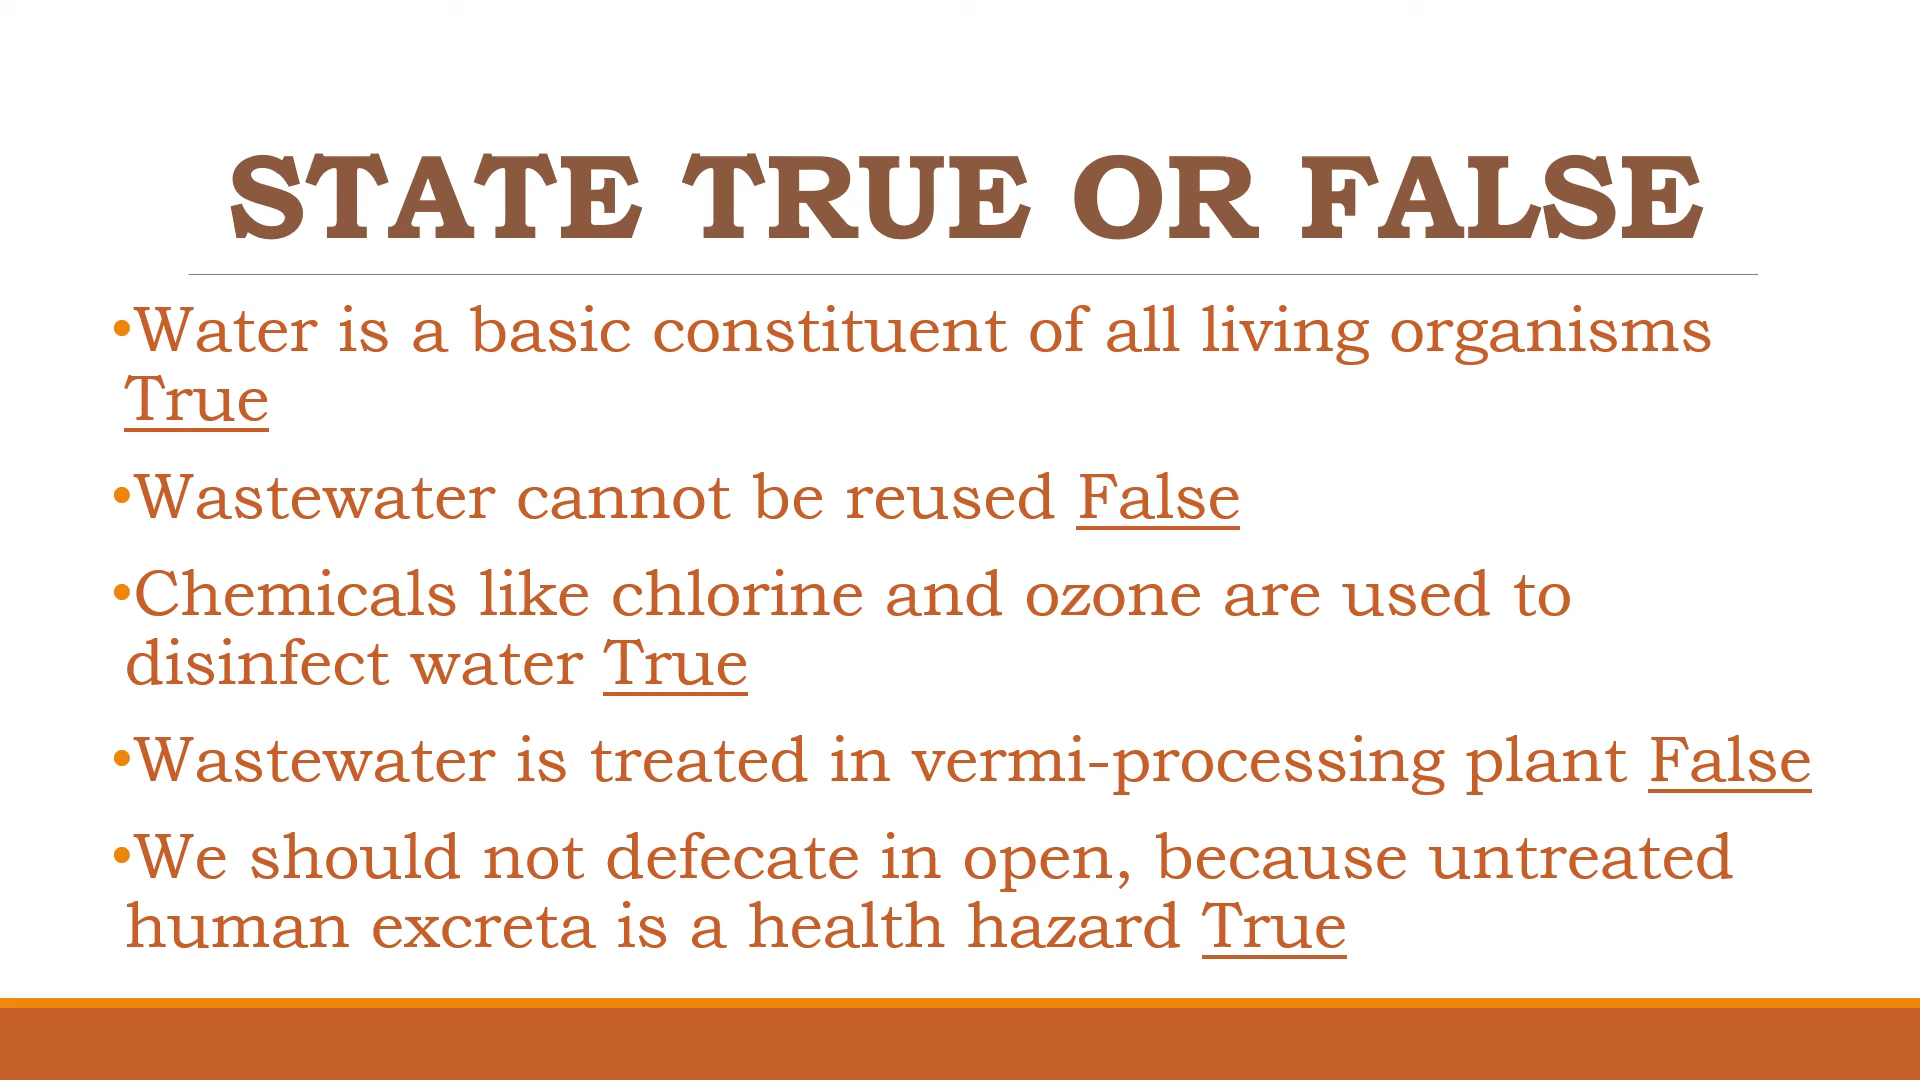 STATE TRUE OR FALSE
•Water is a basic constituent of all living organisms
True
•Wastewater cannot be reused False
•Chemicals like chlorine and ozone are used to
disinfect water True
•Wastewater is treated in vermi-processing plant False
•We should not defecate in open, because untreated
human excreta is a health hazard True